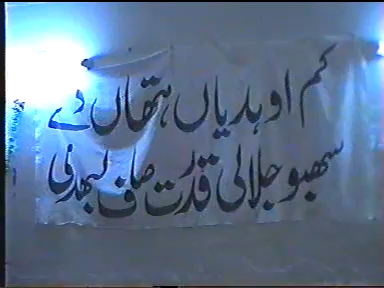 کم اوہدیاں ہتھاں دے
سبھو جلالی قدرت صاف لبھدی